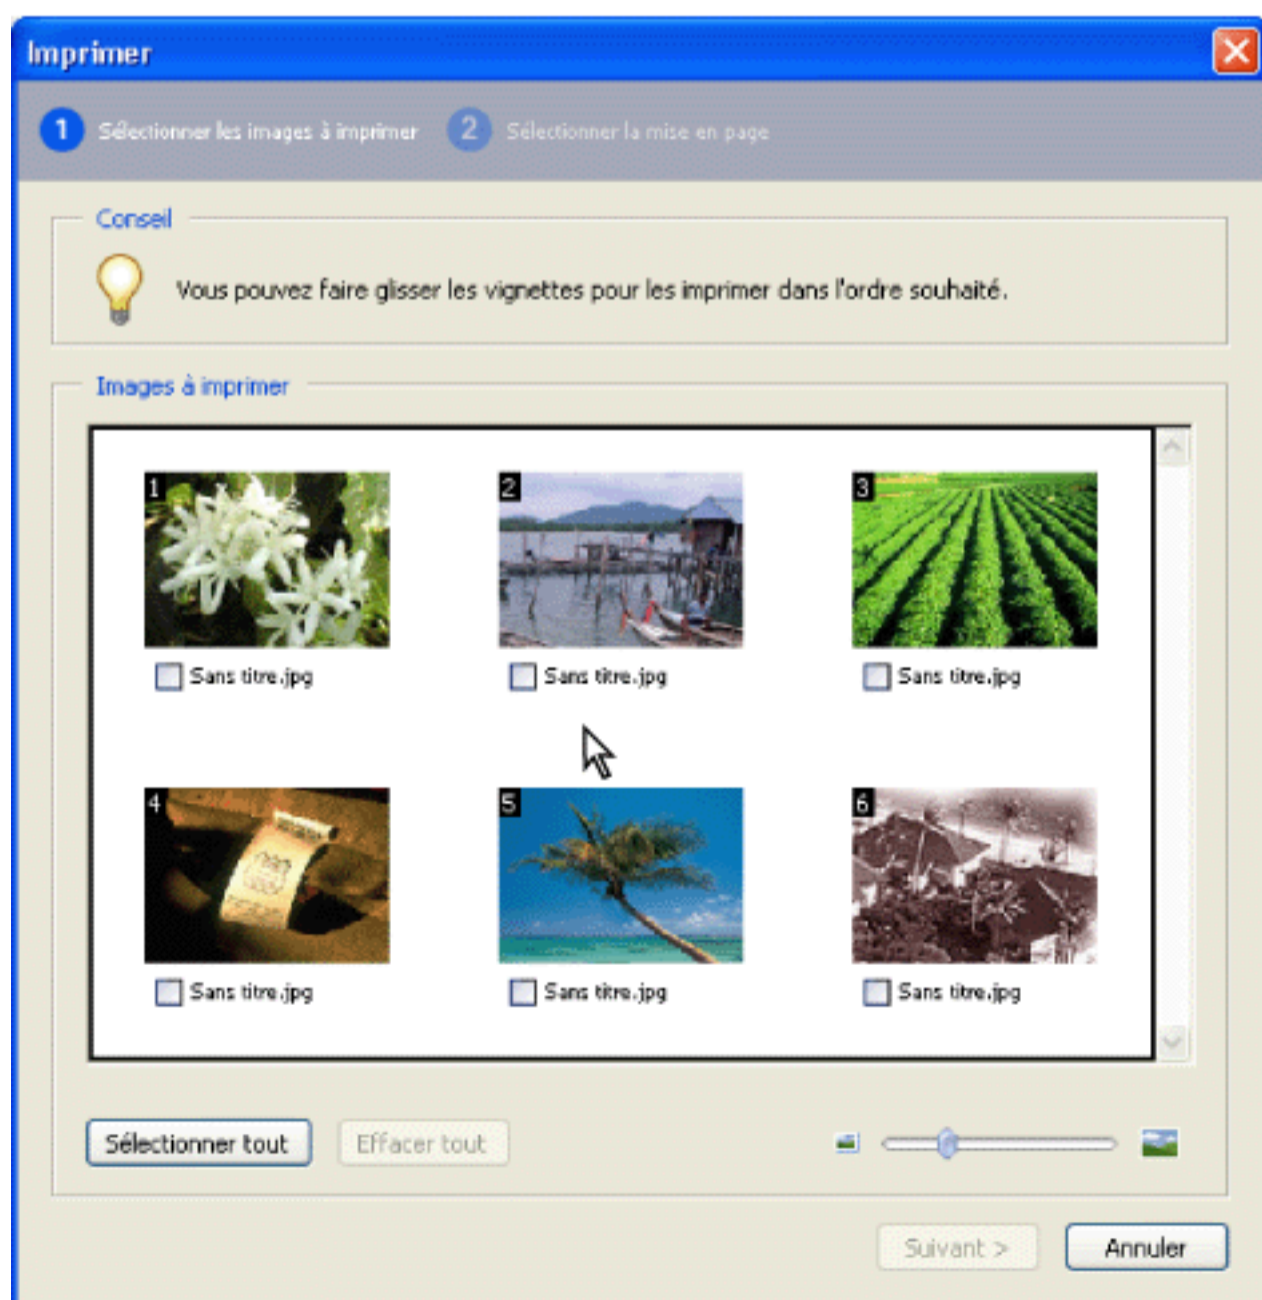 Imprimer
1 Sélectionner les images à imprimer 2 Sélectionner la mise en page
Conseil
Vous pouvez faire glisser les vignettes pour les imprimer dans l'ordre souhaité.
Images à imprimer
1 2 3
Sans titre.jpg Sans titre.jpg Sans titre.jpg
4 5 6
Sans titre.jpg Sans titre.jpg Sans titre.jpg
Sélectionner tout Effacer tout
Suivant > Annuler